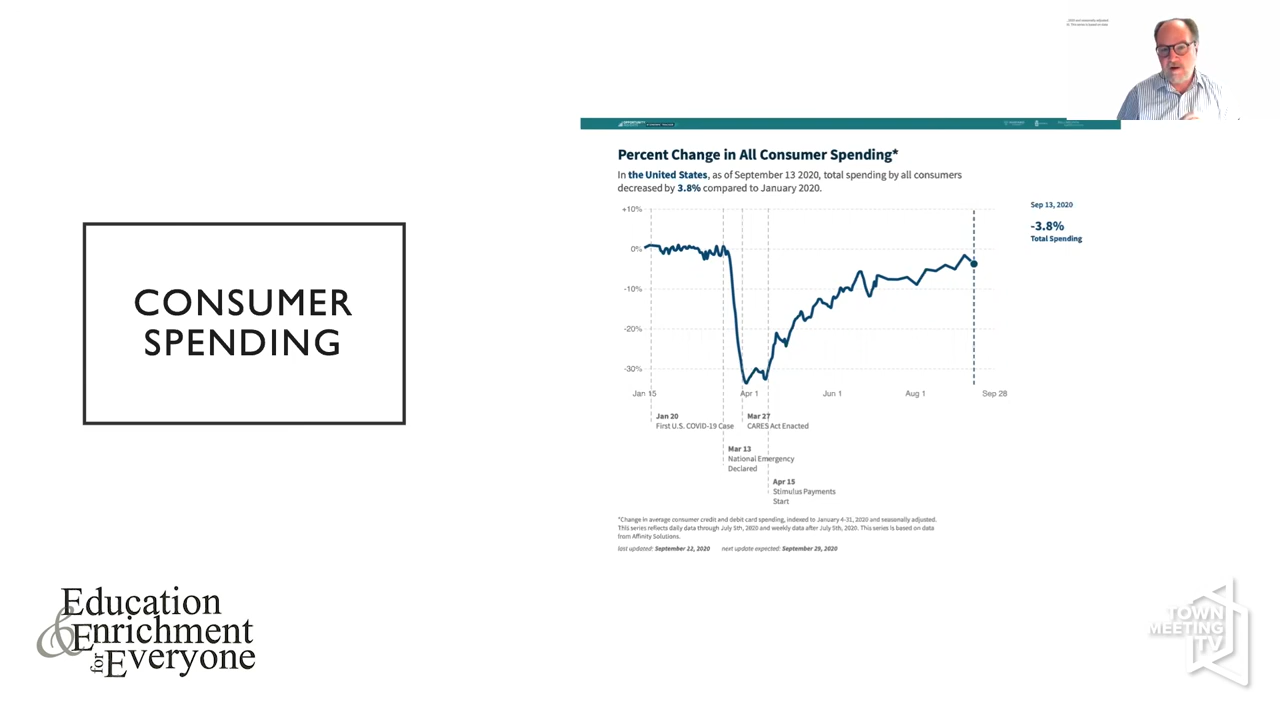 CONSUMER
SPENDING
Percent Change in All Consumer Spending*
In the United States, as of September 13 2020, total spending by all consumers
decreased by 3.8% compared to January 2020.
Sep 13, 2020
-3.8%
Total Spending
+10%
0%
-10%
-20%
-30%
Jan 15
Apr 1
Jun 1
Aug 1
Sep 28
Jan 20
First U.S. COVID-19 Case
Mar 27
CARES Act Enacted
Mar 13
National Emergency
Declared
Apr 15
Stimulus Payments
Start
*Change in average consumer credit and debit card spending, indexed to January 4-31, 2020 and seasonally adjusted.
This series reflects daily data through July 5th, 2020 and weekly data after July 5th, 2020. This series is based on data
from Affinity Solutions.
last updated: September 22, 2020 next update expected: September 29, 2020
Education
& Enrichment
for Everyone
TOWN
MEETING
TV